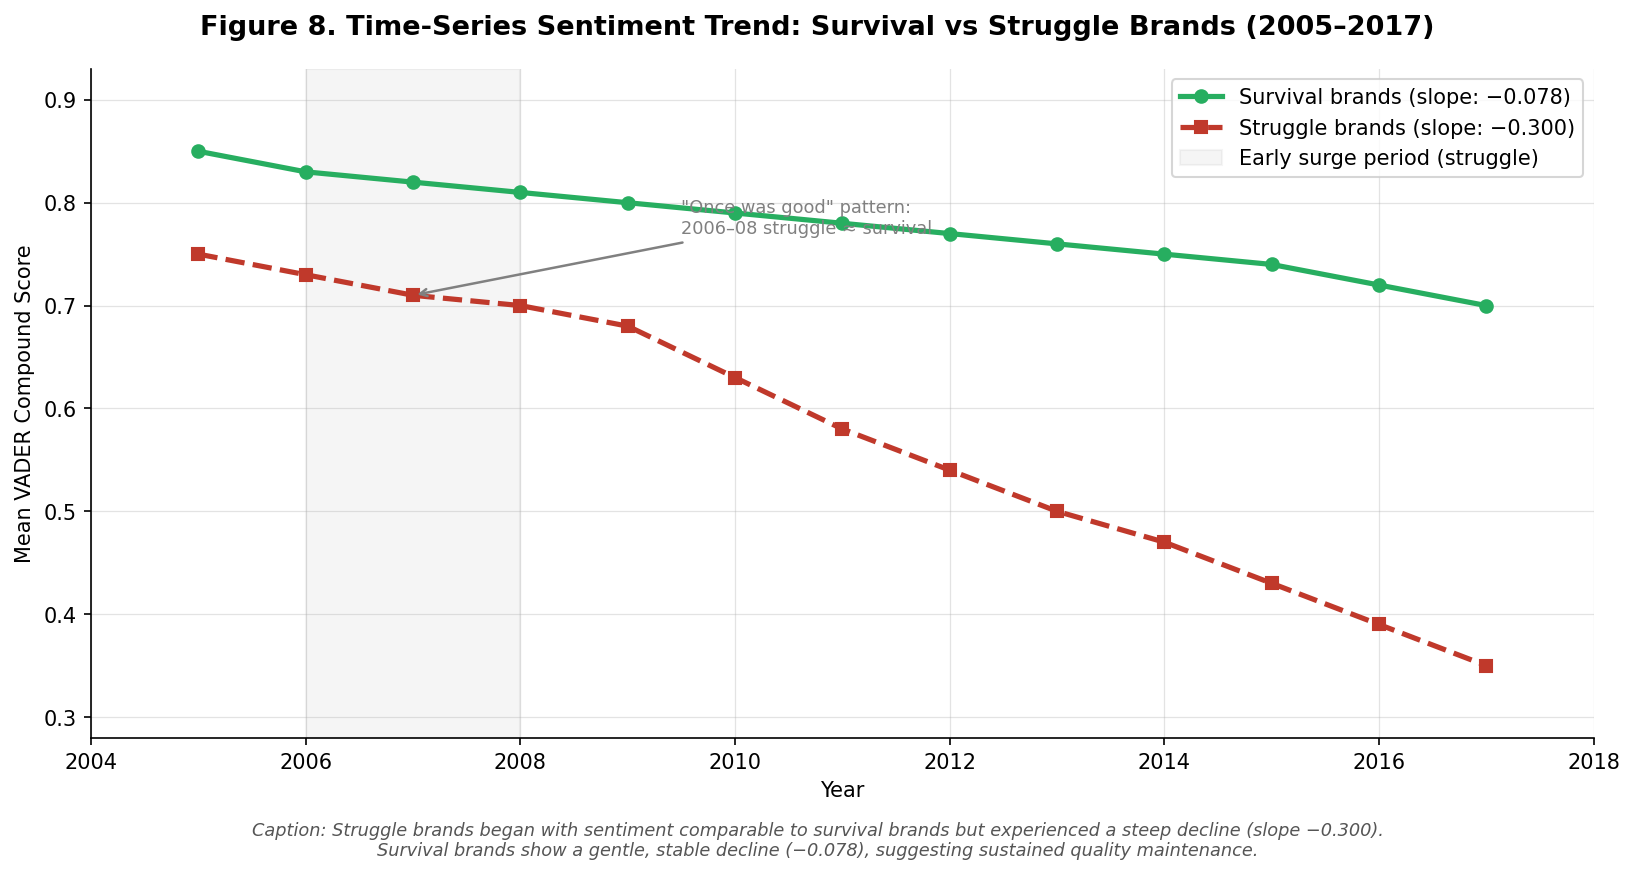 Figure 8. Time-Series Sentiment Trend: Survival vs Struggle Brands (2005–2017)
Survival brands (slope: −0.078)
Struggle brands (slope: −0.300)
Early surge period (struggle)
"Once was good" pattern:
2006–08 struggle ≈ survival
Mean VADER Compound Score
0.9
0.8
0.7
0.6
0.5
0.4
0.3
2004
2006
2008
2010
2012
2014
2016
2018
Year
Caption: Struggle brands began with sentiment comparable to survival brands but experienced a steep decline (slope −0.300).
Survival brands show a gentle, stable decline (−0.078), suggesting sustained quality maintenance.